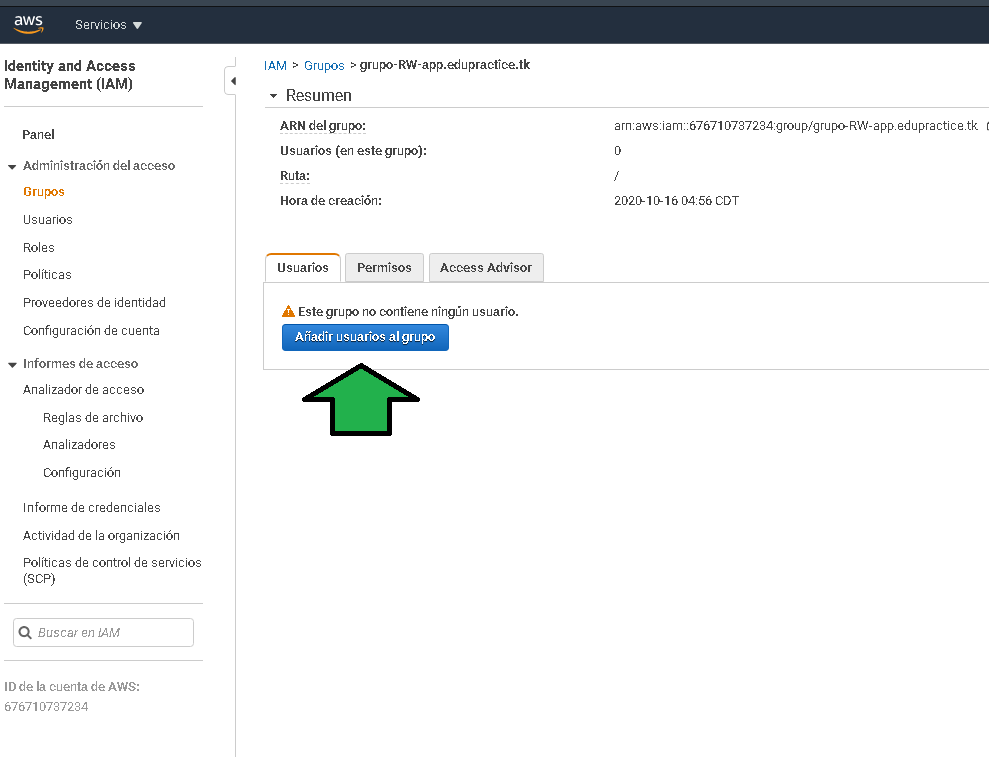 aws
Servicios
Identity and Access
Management (IAM)
Panel
Administración del acceso
Grupos
Usuarios
Roles
Políticas
Proveedores de identidad
Configuración de cuenta
Informes de acceso
Analizador de acceso
Reglas de archivo
Analizadores
Configuración
Informe de credenciales
Actividad de la organización
Políticas de control de servicios
(SCP)
Buscar en IAM
ID de la cuenta de AWS:
676710737234
IAM > Grupos > grupo-RW-app.edupractice.tk
Resumen
ARN del grupo: arn:aws:iam::676710737234:group/grupo-RW-app.edupractice.tk
Usuarios (en este grupo): 0
Ruta: /
Hora de creación: 2020-10-16 04:56 CDT
Usuarios Permisos Access Advisor
Este grupo no contiene ningún usuario.
Añadir usuarios al grupo